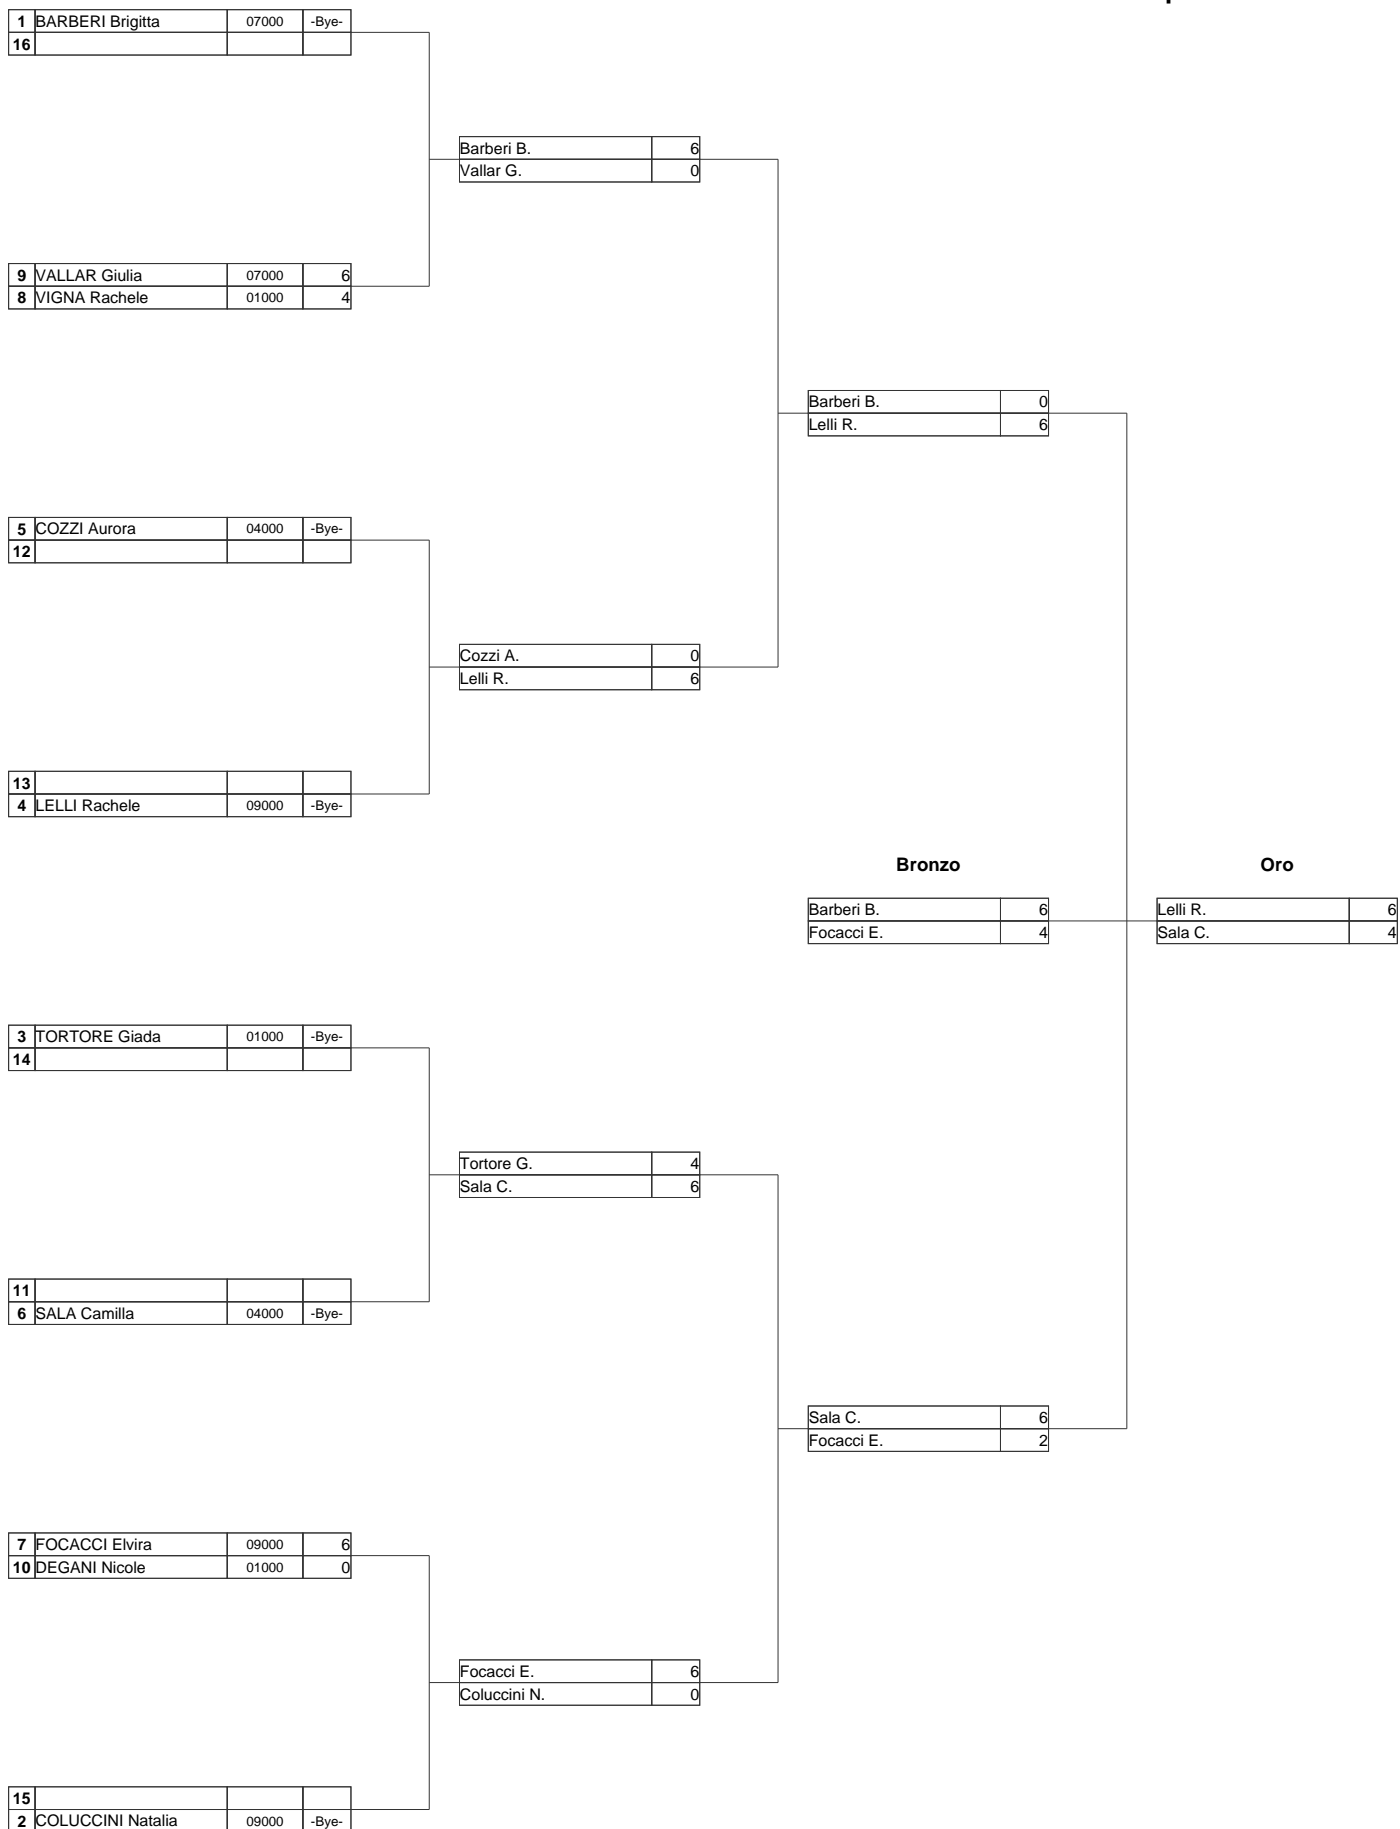 1 BARBERI Brigitta 07000 -Bye-
16
Barberi B. 6
Vallar G. 0
9 VALLAR Giulia 07000 6
8 VIGNA Rachele 01000 4
Barberi B. 0
Lelli R. 6
5 COZZI Aurora 04000 -Bye-
12
Cozzi A. 0
Lelli R. 6
13
4 LELLI Rachele 09000 -Bye-
Bronzo Oro
Barberi B. 6 Lelli R. 6
Focacci E. 4 Sala C. 4
3 TORTORE Giada 01000 -Bye-
14
Tortore G. 4
Sala C. 6
11
6 SALA Camilla 04000 -Bye-
Sala C. 6
Focacci E. 2
7 FOCACCI Elvira 09000 6
10 DEGANI Nicole 01000 0
Focacci E. 6
Coluccini N. 0
15
2 COLUCCINI Natalia 09000 -Bye-